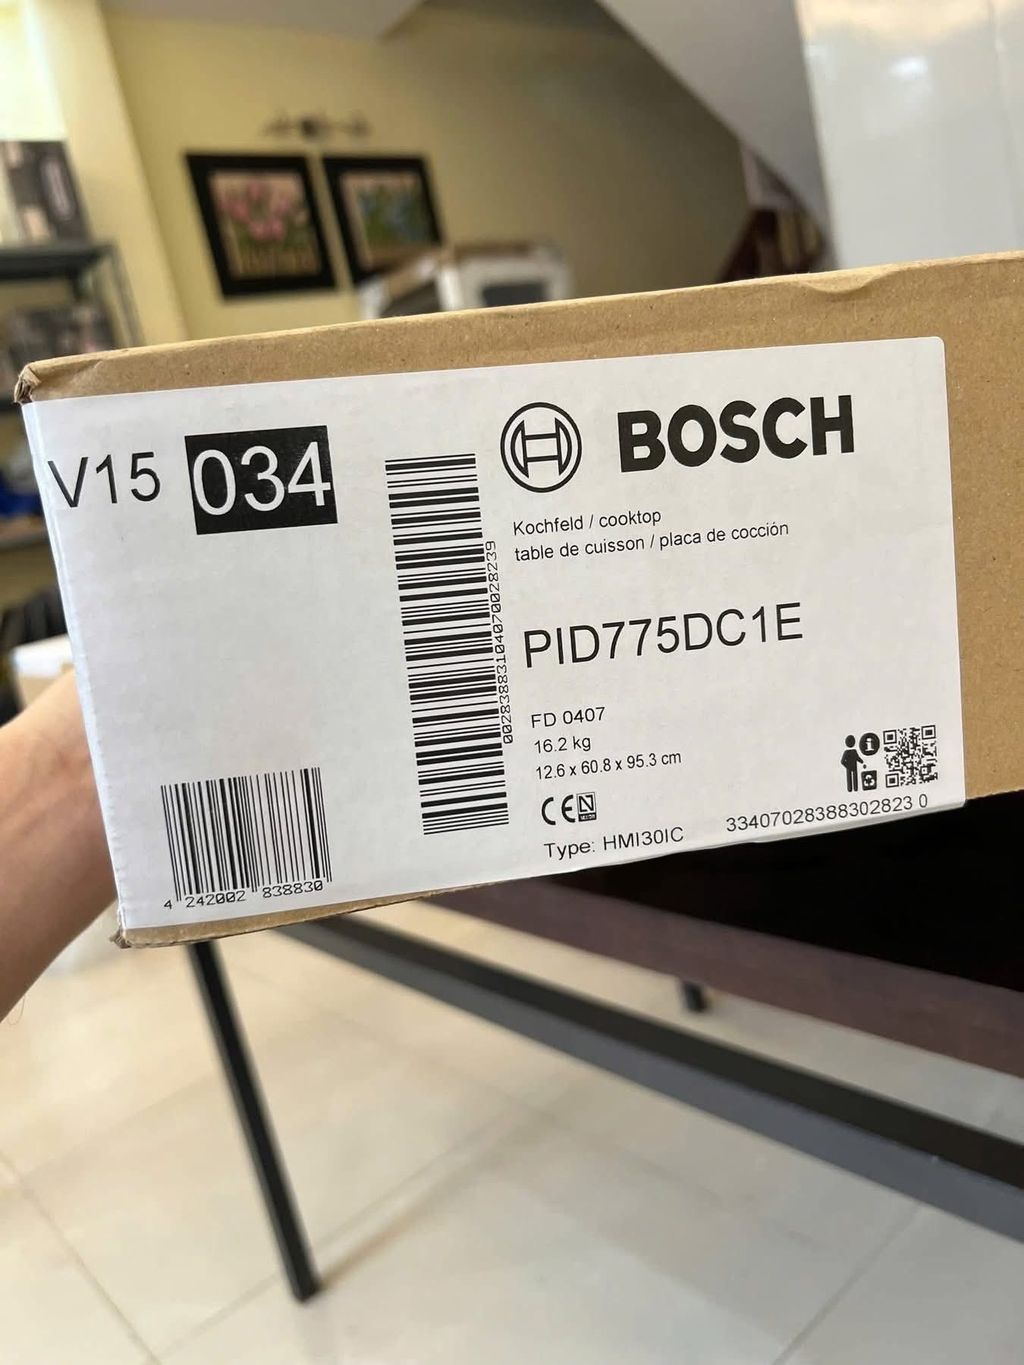 V15 034
BOSCH
Kochfeld / cooktop
table de cuisson / placa de cocción
PID775DC1E
00283883104070028239
FD 0407
16.2 kg
12.6 x 60.8 x 95.3 cm
CE
Type: HMI30IC
33407028388302823 0
4 242002 838830